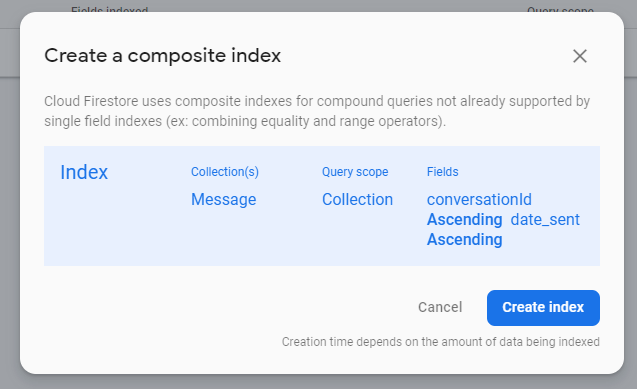 Fields indexed Query scope
Create a composite index
Cloud Firestore uses composite indexes for compound queries not already supported by
single field indexes (ex: combining equality and range operators).
Index Collection(s) Query scope Fields
Message Collection conversationId
Ascending date_sent
Ascending
Cancel Create index
Creation time depends on the amount of data being indexed